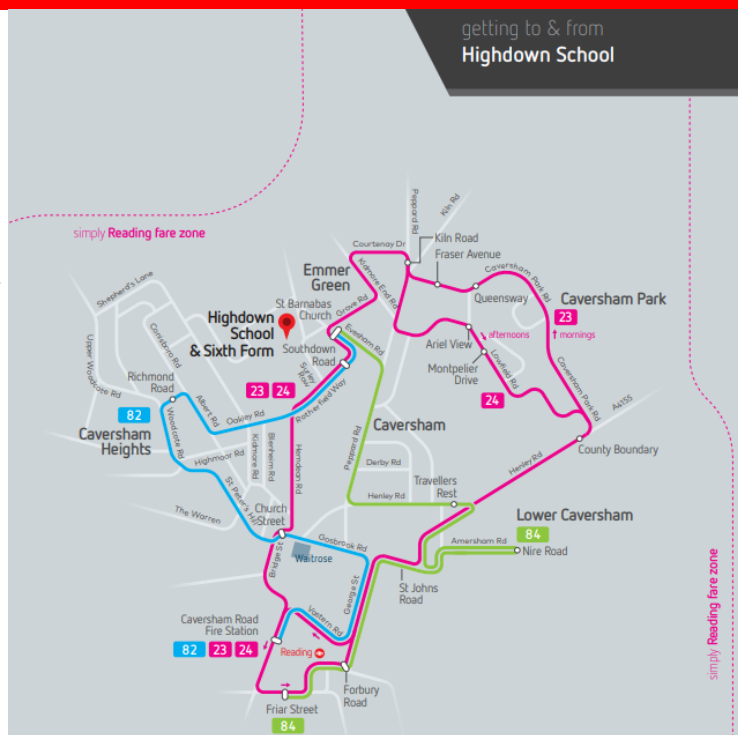 getting to & from
Highdown School
simply Reading fare zone
Peppard Rd
Kiln Rd
Courtenay Dr
Kiln Road
Fraser Avenue
Emmer
Green
Kidmore End Rd
Caversham Park Rd
Queensway
Caversham Park
23
mornings
St Barnabas
Church
Grove Rd
Highdown
School
& Sixth Form
Evesham Rd
Southdown
Road
Surley
Row
Ariel View
afternoons
Montpelier
Drive
Lowfield Rd
24
Caversham Park Rd
A4155
Shepherd's Lane
Upper Woodcote Rd
Conisboro Rd
Richmond
Road
82
Caversham
Heights
Woodcote Rd
Albert Rd
Oakley Rd
23 24
Rotherfield Way
Highmoor Rd
Kidmore Rd
Blenheim Rd
Hemdean Rd
Peppard Rd
Caversham
Derby Rd
Henley Rd
Travellers
Rest
Henley Rd
County Boundary
The Warren
St. Peter's Hill
Church
Street
Gosbrook Rd
Waitrose
Bridge St
George St
Lower Caversham
84
Amersham Rd
Nire Road
St Johns
Road
Caversham Road
Fire Station
82 23 24
Vastern Rd
Reading
Forbury
Road
Friar Street
84
simply Reading fare zone